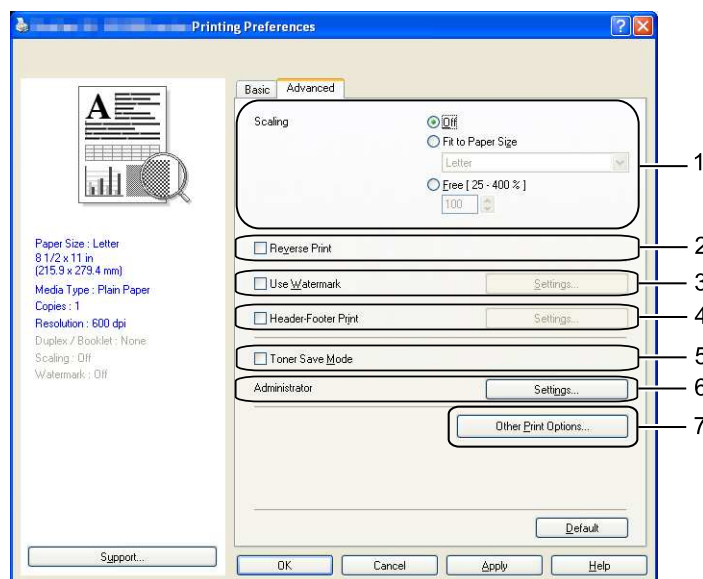 Printing Preferences
Basic
Advanced
A
Paper Size : Letter
8 1/2 x 11 in
(215.9 x 279.4 mm)
Media Type : Plain Paper
Copies : 1
Resolution : 600 dpi
Duplex / Booklet : None
Scaling : Off
Watermark : Off
Support...
Scaling
Off
Fit to Paper Size
Letter
Free [ 25 - 400 % ]
100
1
Reverse Print
2
Use Watermark
Settings...
3
Header-Footer Print
Settings...
4
Toner Save Mode
5
Administrator
Settings...
6
Other Print Options...
7
Default
OK
Cancel
Apply
Help